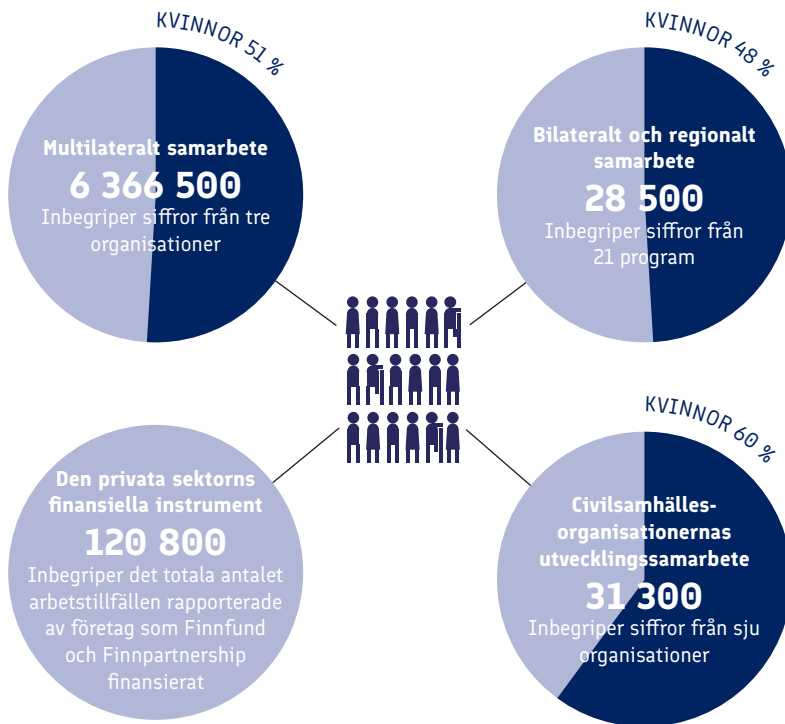 KVINNOR 51 %
Multilateralt samarbete
6 366 500
Inbegriper siffror från tre
organisationer
KVINNOR 48 %
Bilateralt och regionalt
samarbete
28 500
Inbegriper siffror från
21 program
Den privata sektorns
finansiella instrument
120 800
Inbegriper det totala antalet
arbetstillfällen rapporterade
av företag som Finnfund
och Finnpartnership
finansierat
KVINNOR 60 %
Civilsamhälles-
organisationernas
utvecklingssamarbete
31 300
Inbegriper siffror från sju
organisationer